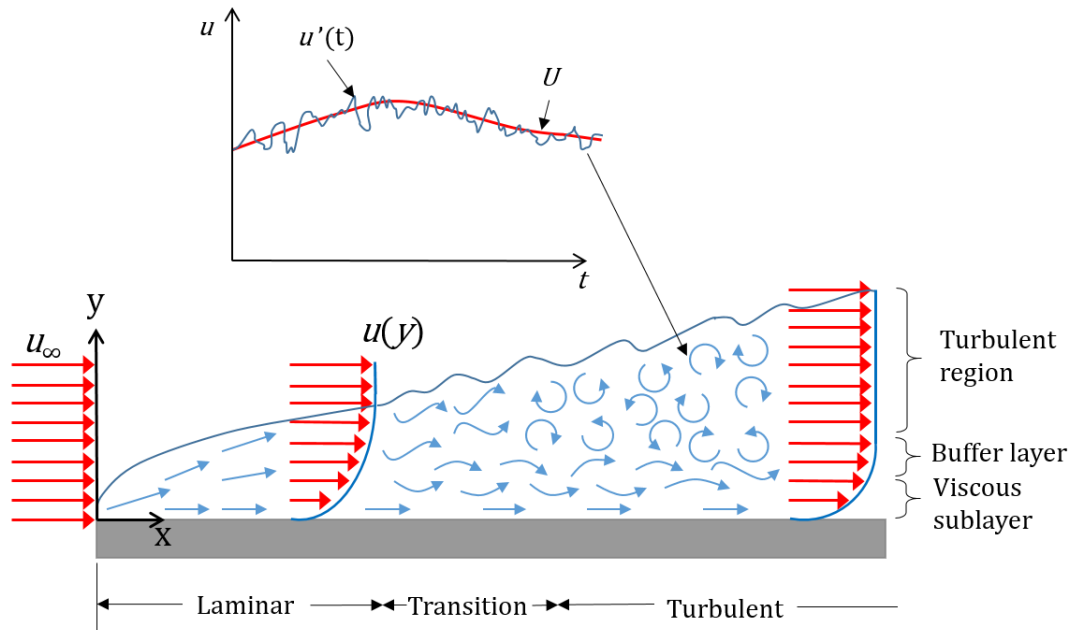 u
u'(t)
U
t
y
u∞
u(y)
Turbulent
region
Buffer layer
Viscous
sublayer
x
Laminar
Transition
Turbulent